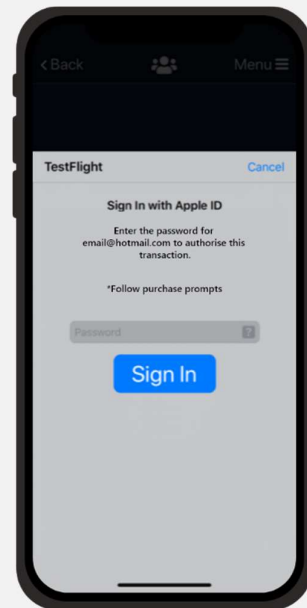 Back Menu
TestFlight Cancel
Sign In with Apple ID
Enter the password for
email@hotmail.com to authorise this
transaction.
*Follow purchase prompts
Password ?
Sign In